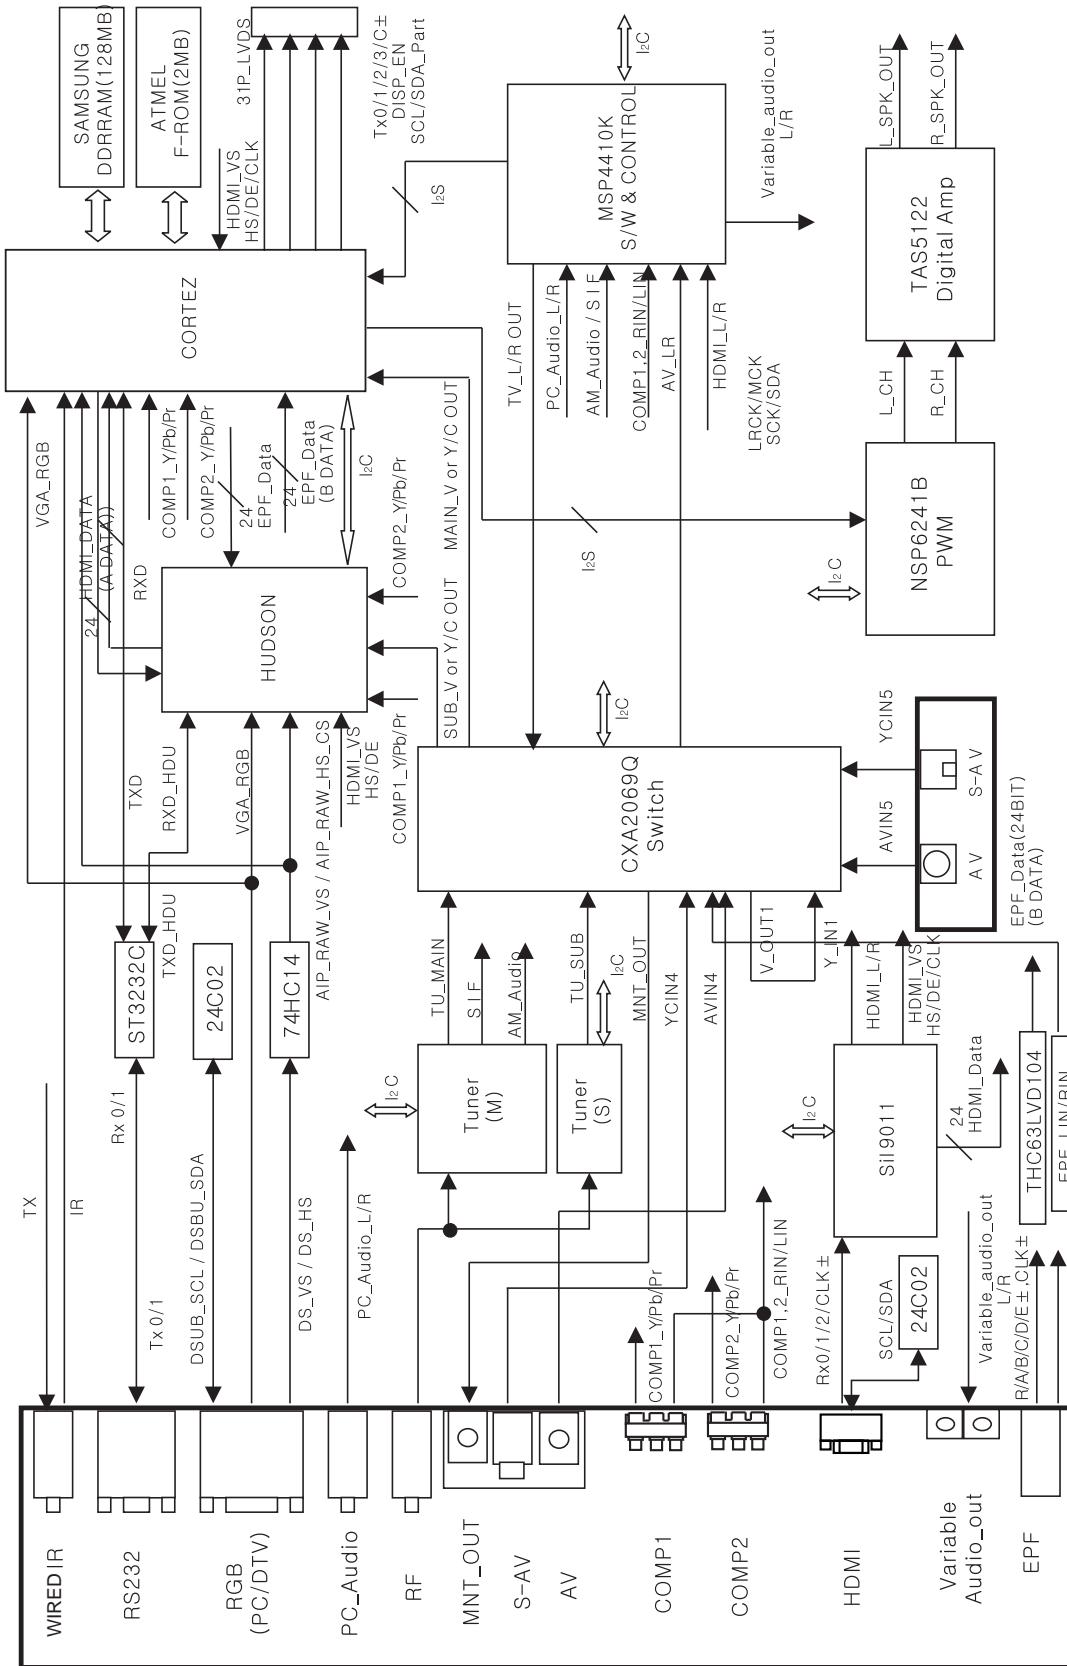 SAMSUNG
DDRRAM(128MB)
ATMEL
F-ROM(2MB)
31P_LVDS
Tx0/1/2/3/C±
DISP_EN
SCL/SDA_Part
HDMI_VS
HS/DE/CLK
CORTEZ
I2S
I2C
MSP4410K
S/W & CONTROL
Variable_audio_out
L/R
L_SPK_OUT
R_SPK_OUT
TAS5122
Digital Amp
L_CH
R_CH
NSP6241B
PWM
I2C
I2S
LRCK/MCK
SCK/SDA
TV_L/R OUT
PC_Audio_L/R
AM_Audio / S I F
COMP1,2_RIN/LIN
AV_LR
HDMI_L/R
VGA_RGB
24
HDMI_DATA
(A DATA))
RXD
COMP1_Y/Pb/Pr
COMP2_Y/Pb/Pr
24
EPF_Data
24
EPF_Data
(B DATA)
I2C
HUDSON
COMP2_Y/Pb/Pr
SUB_V or Y/C OUT
MAIN_V or Y/C OUT
TXD
RXD_HDU
VGA_RGB
AIP_RAW_VS / AIP_RAW_HS_CS
HDMI_VS
HS/DE
COMP1_Y/Pb/Pr
TXD_HDU
I2C
CXA2069Q
Switch
YCIN5
AVIN5
S-A V
A V
EPF_Data(24BIT)
(B DATA)
ST3232C
24C02
74HC14
TU_MAIN
S I F
AM_Audio
TU_SUB
I2C
MNT_OUT
YCIN4
AVIN4
V_OUT1
Y_IN1
HDMI_L/R
HDMI_VS
HS/DE/CLK
Tuner
(M)
Tuner
(S)
I2C
I2C
SiI9011
24
HDMI_Data
THC63LVD104
EPF_LIN/RIN
TX
IR
Rx 0/1
Tx 0/1
DSUB_SCL / DSBU_SDA
DS_VS / DS_HS
PC_Audio_L/R
COMP1_Y/Pb/Pr
COMP2_Y/Pb/Pr
COMP1,2_RIN/LIN
Rx0/1/2/CLK±
SCL/SDA
24C02
Variable_audio_out
L/R
R/A/B/C/D/E±,CLK±
WIRED IR
RS232
RGB
(PC/DTV)
PC_Audio
RF
MNT_OUT
S-AV
AV
COMP1
COMP2
HDMI
Variable
Audio_out
EPF